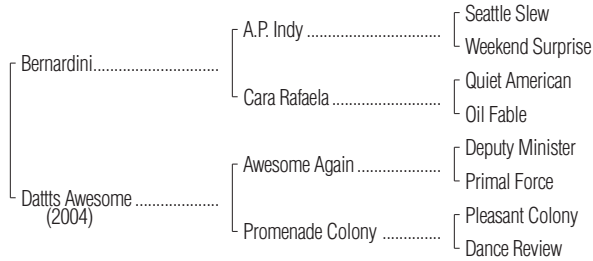 Seattle Slew
A.P. Indy ................................
Weekend Surprise
Bernardini..............................
Quiet American
Cara Rafaela ..........................
Oil Fable
Deputy Minister
Awesome Again ....................
Primal Force
Dattts Awesome ....................
(2004)
Pleasant Colony
Promenade Colony ..............
Dance Review